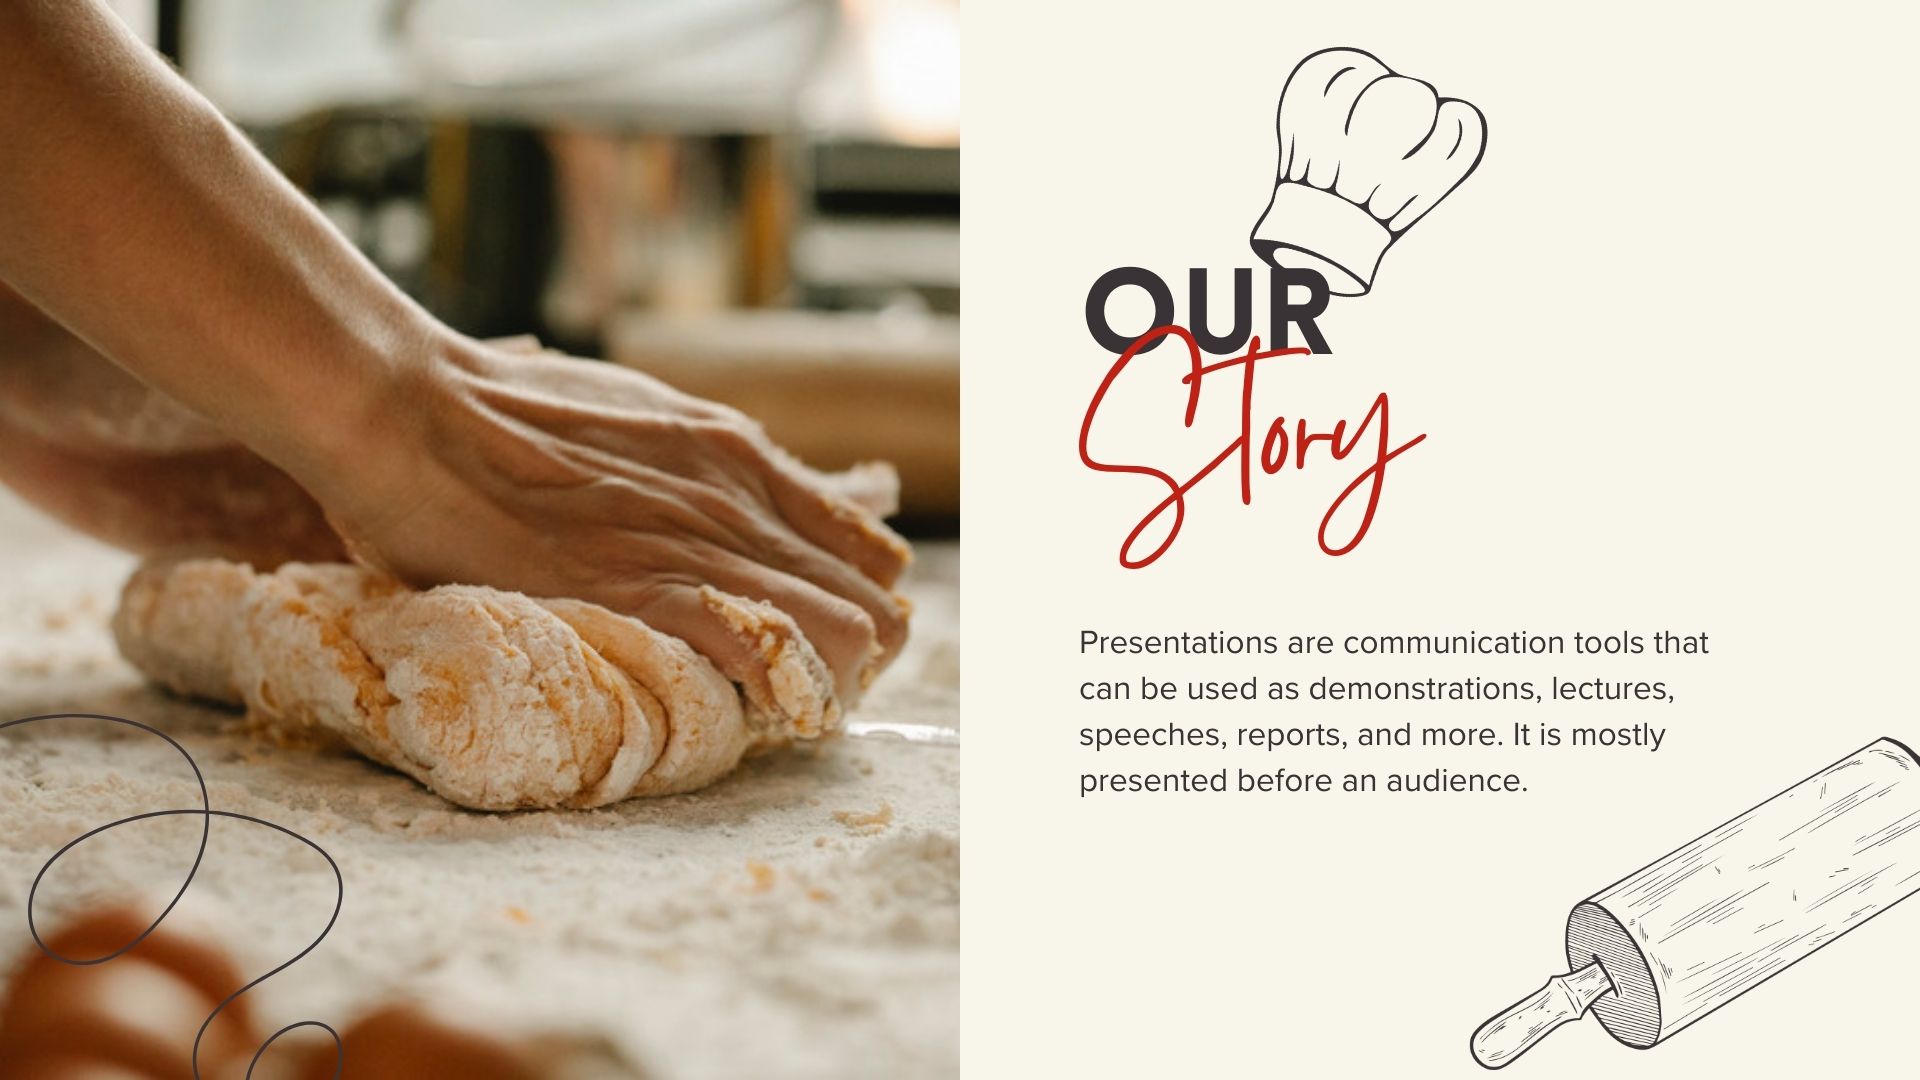 OUR
Story
Presentations are communication tools that
can be used as demonstrations, lectures,
speeches, reports, and more. It is mostly
presented before an audience.